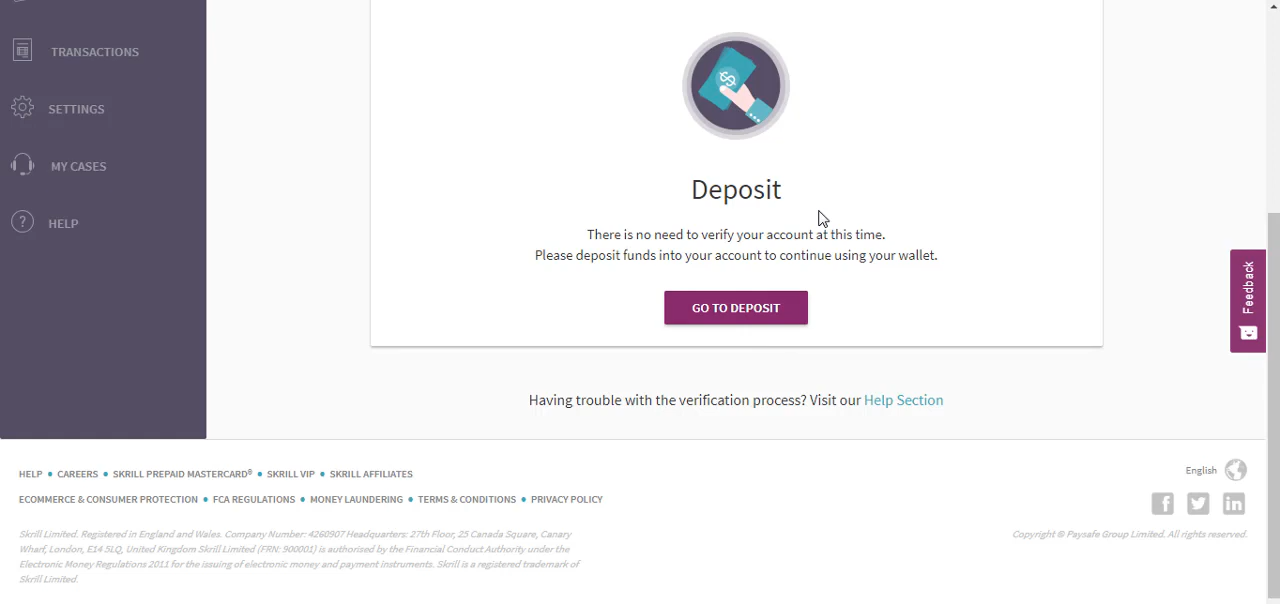 TRANSACTIONS
SETTINGS
MY CASES
HELP
$
Deposit
There is no need to verify your account at this time.
Please deposit funds into your account to continue using your wallet.
GO TO DEPOSIT
Feedback
Having trouble with the verification process? Visit our Help Section
HELP • CAREERS • SKRILL PREPAID MASTERCARD® • SKRILL VIP • SKRILL AFFILIATES
ECOMMERCE & CONSUMER PROTECTION • FCA REGULATIONS • MONEY LAUNDERING • TERMS & CONDITIONS • PRIVACY POLICY
English
Skrill Limited. Registered in England and Wales. Company Number: 4260907 Headquarters: 27th Floor, 25 Canada Square, Canary
Wharf, London, E14 5LQ, United Kingdom Skrill Limited (FRN: 900001) is authorised by the Financial Conduct Authority under the
Electronic Money Regulations 2011 for the issuing of electronic money and payment instruments. Skrill is a registered trademark of
Skrill Limited.
Copyright © Paysafe Group Limited. All rights reserved.